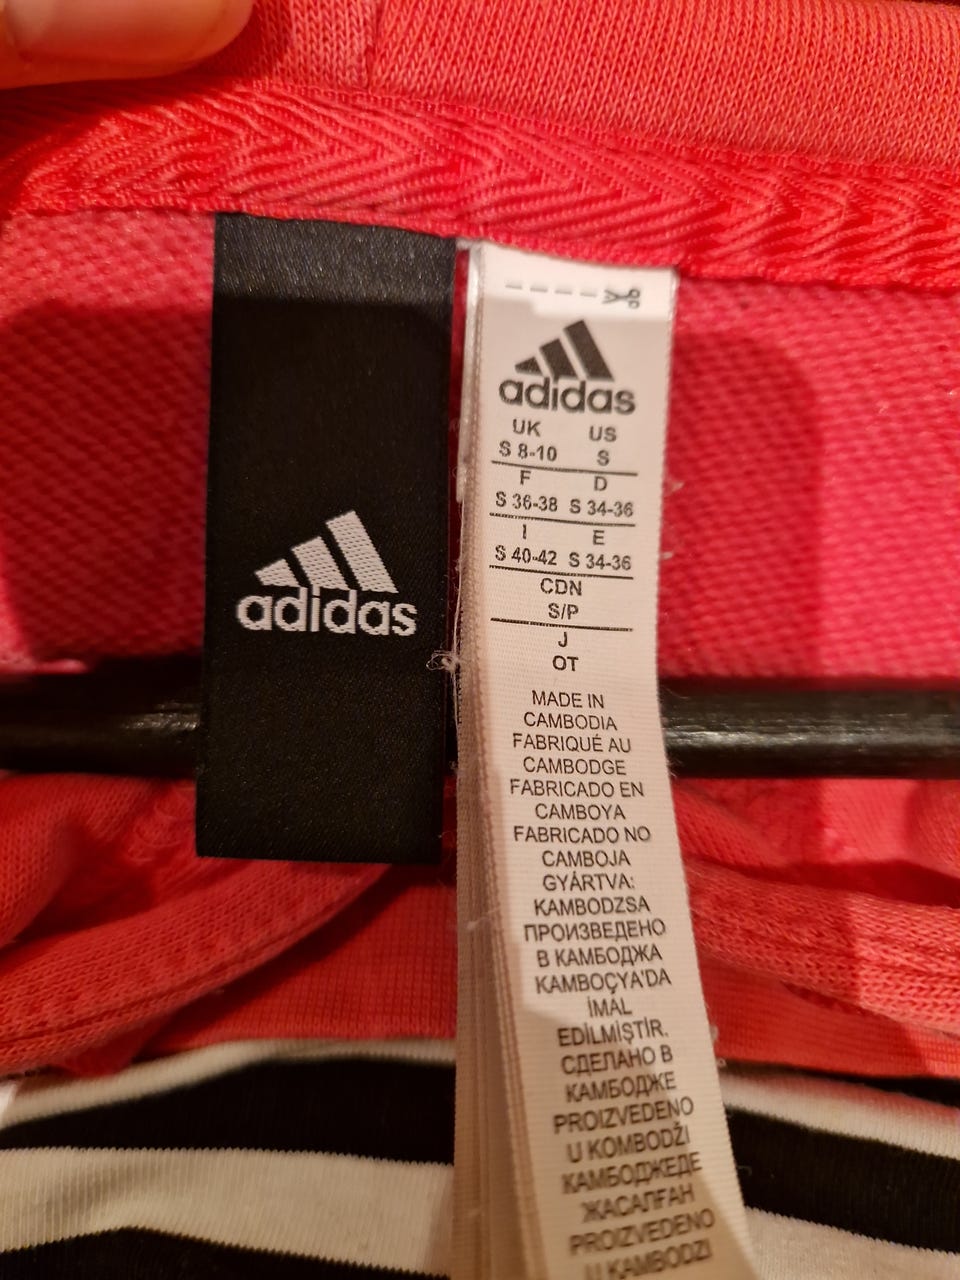 adidas
adidas
UK US
S 8-10 S
F D
S 36-38 S 34-36
I E
S 40-42 S 34-36
CDN
S/P
J
OT
MADE IN
CAMBODIA
FABRIQUÉ AU
CAMBODGE
FABRICADO EN
CAMBOYA
FABRICADO NO
CAMBOJA
GYÁRTVA:
KAMBODZSA
ПРОИЗВЕДЕНО
В КАМБОДЖА
KAMBOÇYA'DA
İMAL
EDİLMİŞTİR.
СДЕЛАНО В
КАМБОДЖЕ
PROIZVEDENO
U KOMBODŽI
КАМБОДЖЕДЕ
ЖАСАЛҒАН
PROIZVEDENO
U KAMBODZI